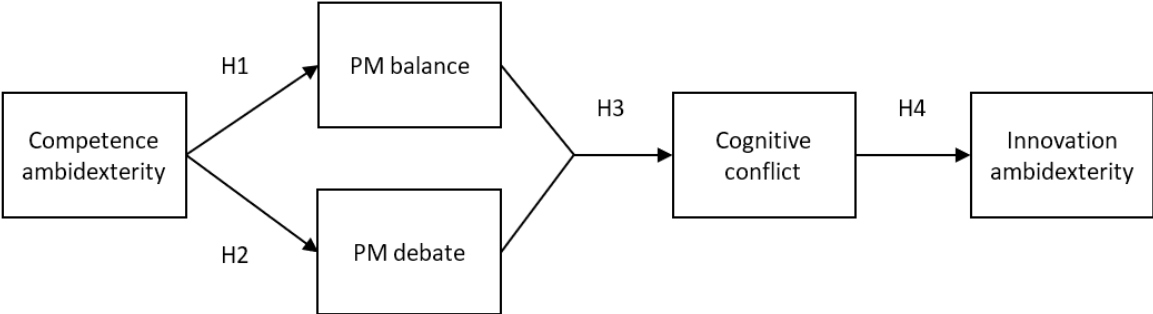 H1
PM balance
Competence
ambidexterity
H2
PM debate
H3
Cognitive
conflict
H4
Innovation
ambidexterity